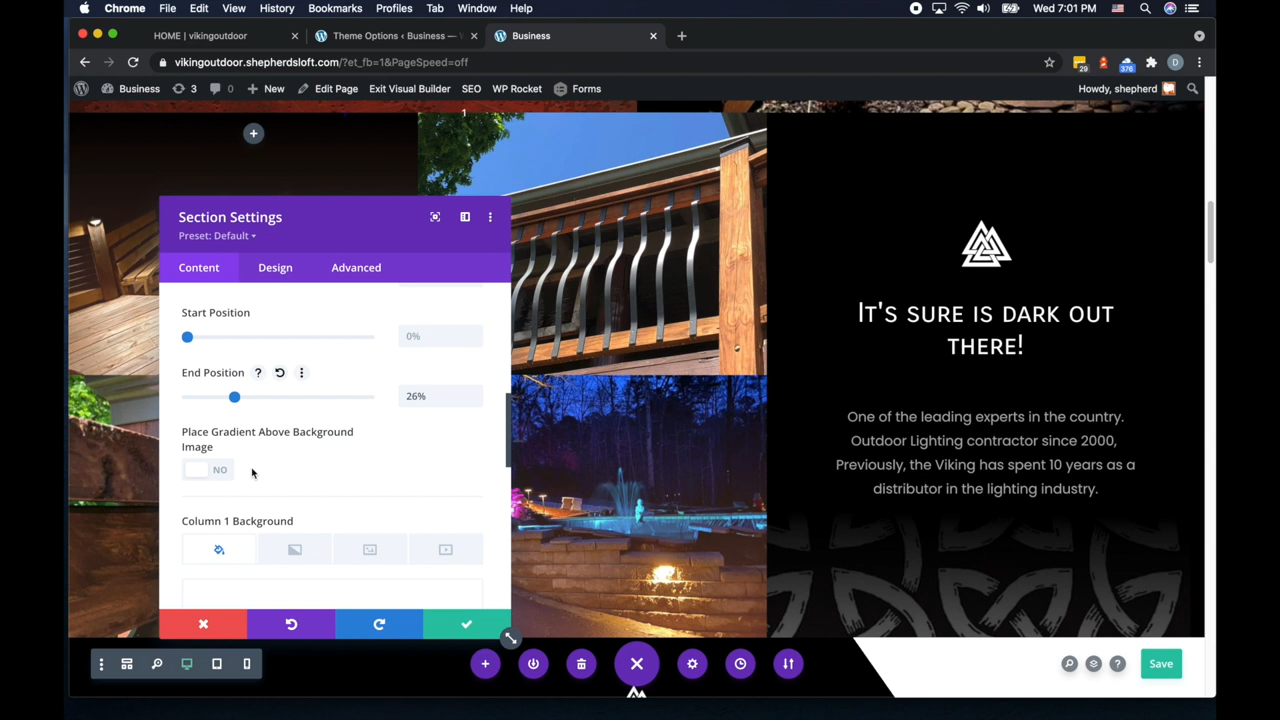 Chrome File Edit View History Bookmarks Profiles Tab Window Help Wed 7:01 PM
HOME | vikingoutdoor Theme Options ‹ Business — Business
vikingoutdoor.shepherdsloft.com/?et_fb=1&PageSpeed=off 29 376 D
Business 3 0 New Edit Page Exit Visual Builder SEO WP Rocket Forms Howdy, shepherd
1
Section Settings
Preset: Default
Content Design Advanced
Start Position
0%
End Position
26%
Place Gradient Above Background
Image
NO
Column 1 Background
It's sure is dark out
there!
One of the leading experts in the country.
Outdoor Lighting contractor since 2000,
Previously, the Viking has spent 10 years as a
distributor in the lighting industry.
Save